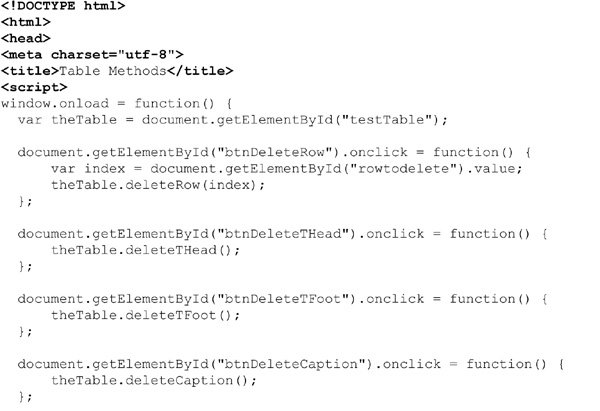 <!DOCTYPE html>
<html>
<head>
<meta charset="utf-8">
<title>Table Methods</title>
<script>
window.onload = function() {
  var theTable = document.getElementById("testTable");

  document.getElementById("btnDeleteRow").onclick = function() {
      var index = document.getElementById("rowtodelete").value;
      theTable.deleteRow(index);
  };

  document.getElementById("btnDeleteTHead").onclick = function() {
      theTable.deleteTHead();
  };

  document.getElementById("btnDeleteTFoot").onclick = function() {
      theTable.deleteTFoot();
  };

  document.getElementById("btnDeleteCaption").onclick = function() {
      theTable.deleteCaption();
  };